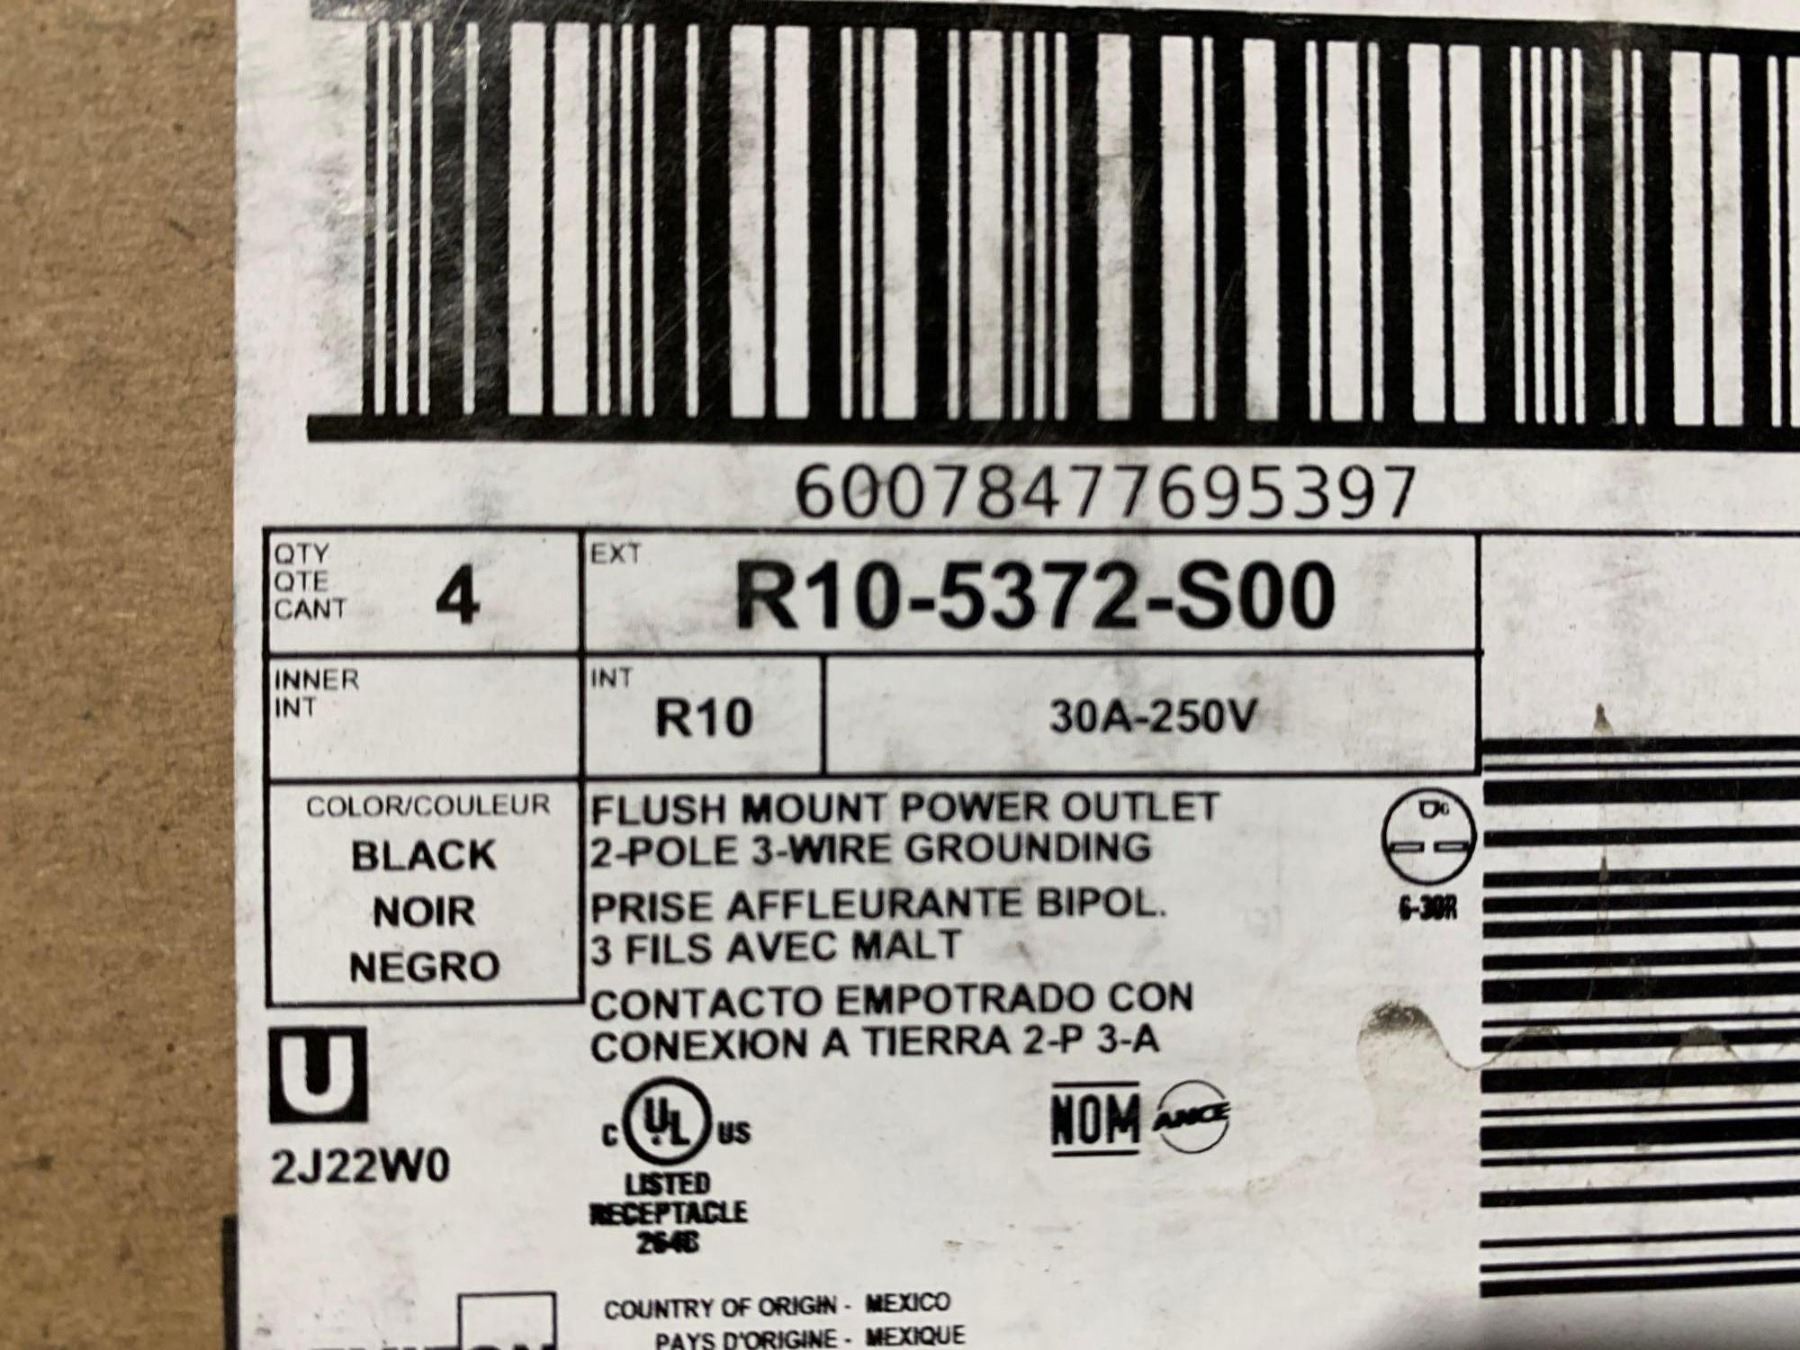 60078477695397
QTY
QTE
CANT
4
EXT
R10-5372-S00
INNER
INT
INT
R10
30A-250V
COLOR/COULEUR
BLACK
NOIR
NEGRO
FLUSH MOUNT POWER OUTLET
2-POLE 3-WIRE GROUNDING
PRISE AFFLEURANTE BIPOL.
3 FILS AVEC MALT
CONTACTO EMPOTRADO CON
CONEXION A TIERRA 2-P 3-A
G
6-30R
U
2J22W0
C UL US
LISTED
RECEPTACLE
NOM ANCE
COUNTRY OF ORIGIN - MEXICO
PAYS D'ORIGINE - MEXIQUE